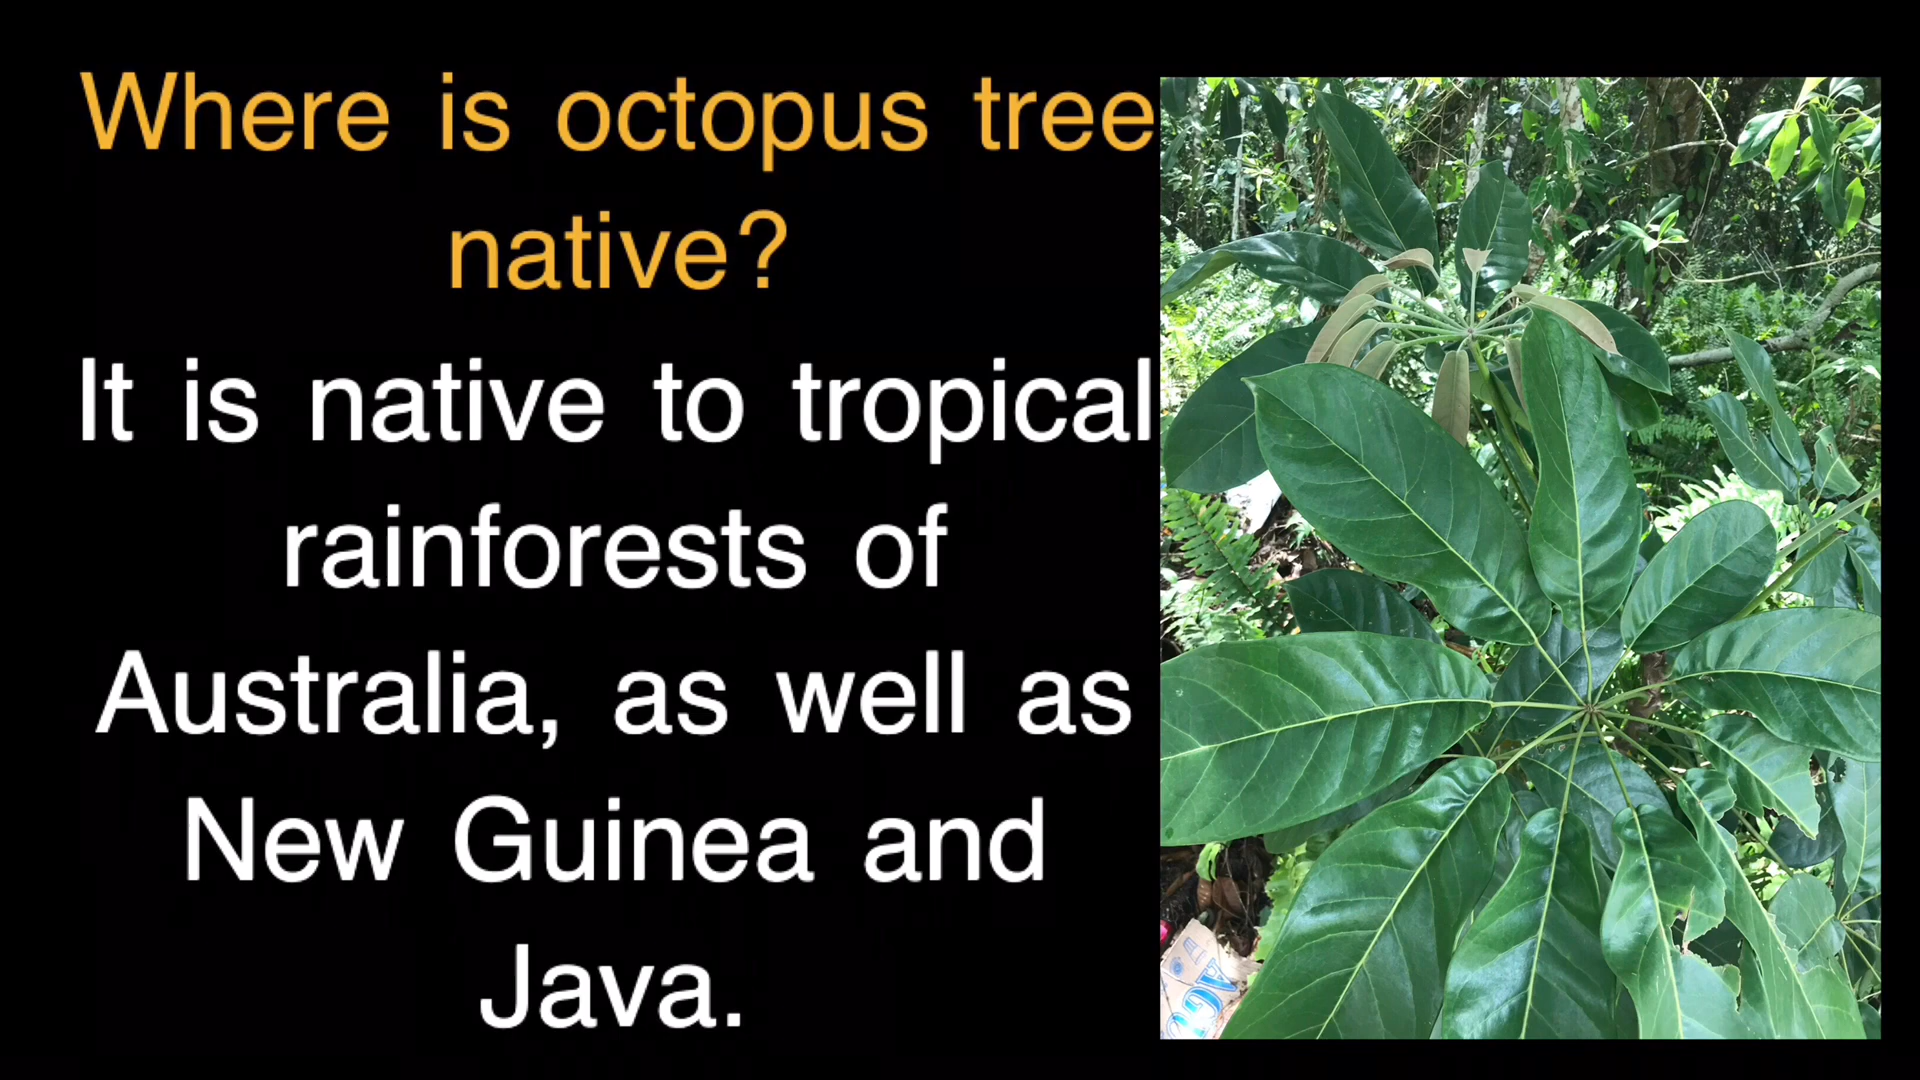 Where is octopus tree
native?
It is native to tropical
rainforests of
Australia, as well as
New Guinea and
Java.